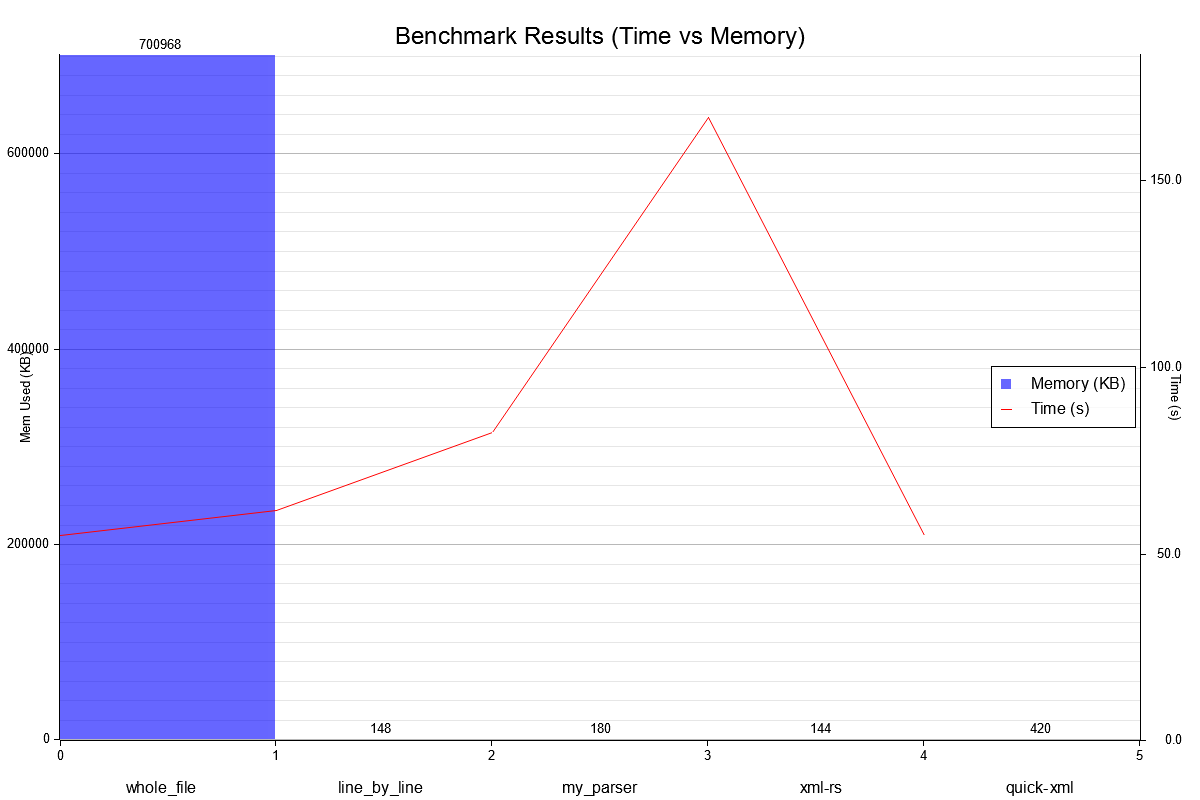 Benchmark Results (Time vs Memory)
700968
600000
400000
200000
0
Mem Used (KB)
150.0
100.0
50.0
0.0
Time (s)
Memory (KB)
Time (s)
148 180 144 420
0 1 2 3 4 5
whole_file line_by_line my_parser xml-rs quick-xml